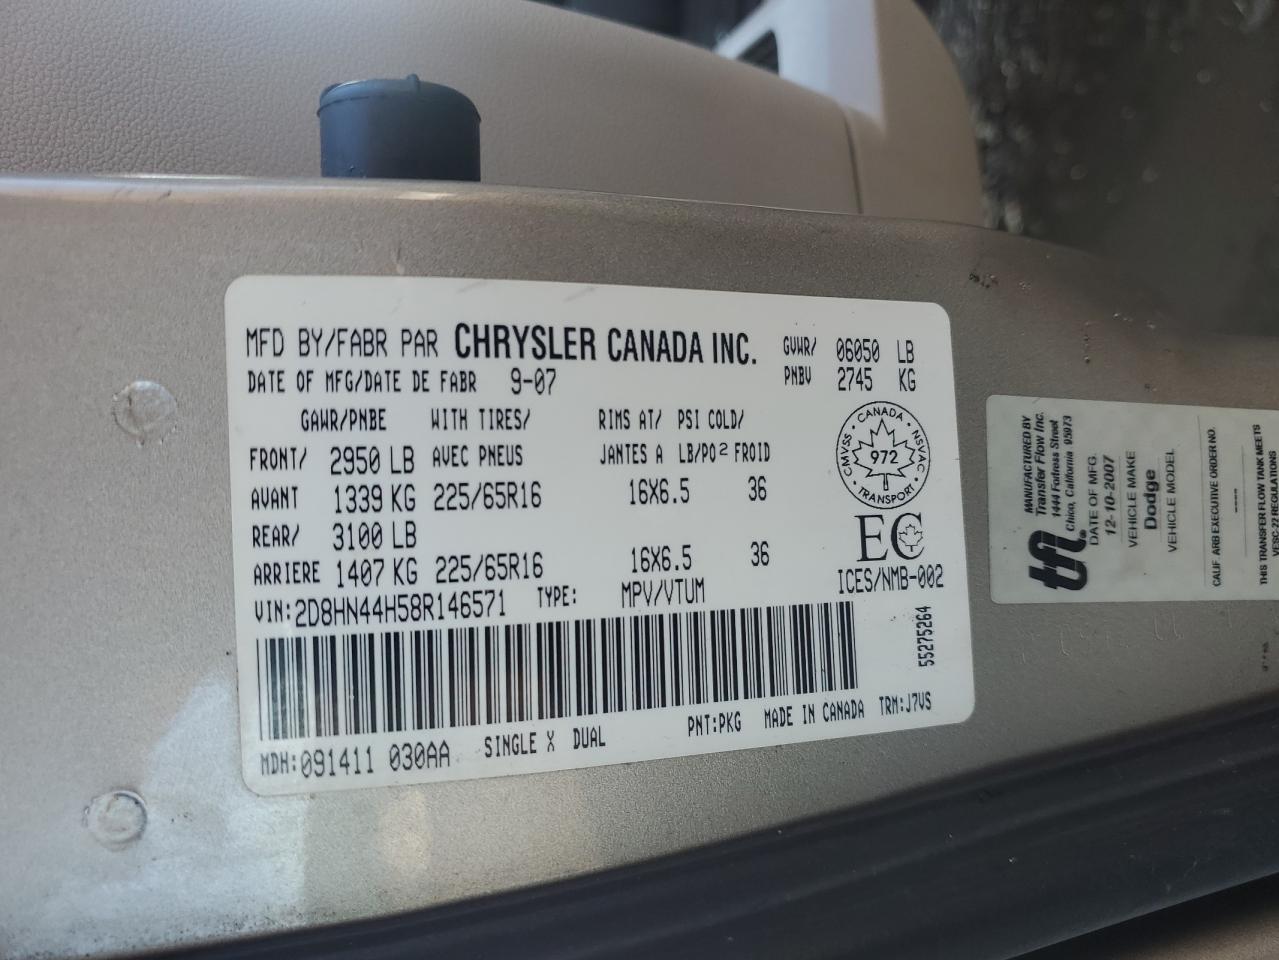 MFD BY/FABR PAR CHRYSLER CANADA INC.
GVWR/ 06050 LB
PNBV 2745 KG
DATE OF MFG/DATE DE FABR 9-07
GAWR/PNBE WITH TIRES/ RIMS AT/ PSI COLD/
FRONT/ 2950 LB AVEC PNEUS JANTES A LB/PO2 FROID
AVANT 1339 KG 225/65R16 16X6.5 36
REAR/ 3100 LB
ARRIERE 1407 KG 225/65R16 16X6.5 36
VIN:2D8HN44H58R146571 TYPE: MPV/VTUM
CANADA
CMVSS 972 NSVAC
TRANSPORT
EC
ICES/NMB-002
55275264
MDH:091411 030AA SINGLE X DUAL PNT:PKG MADE IN CANADA TRM:J7VS
tfi.
MANUFACTURED BY
Transfer Flow Inc.
1444 Fortress Street
Chico, California 95973
DATE OF MFG.
12-10-2007
VEHICLE MAKE
Dodge
VEHICLE MODEL
CALIF ARB EXECUTIVE ORDER NO.
----
THIS TRANSFER FLOW TANK MEETS
VESC-22 REGULATIONS